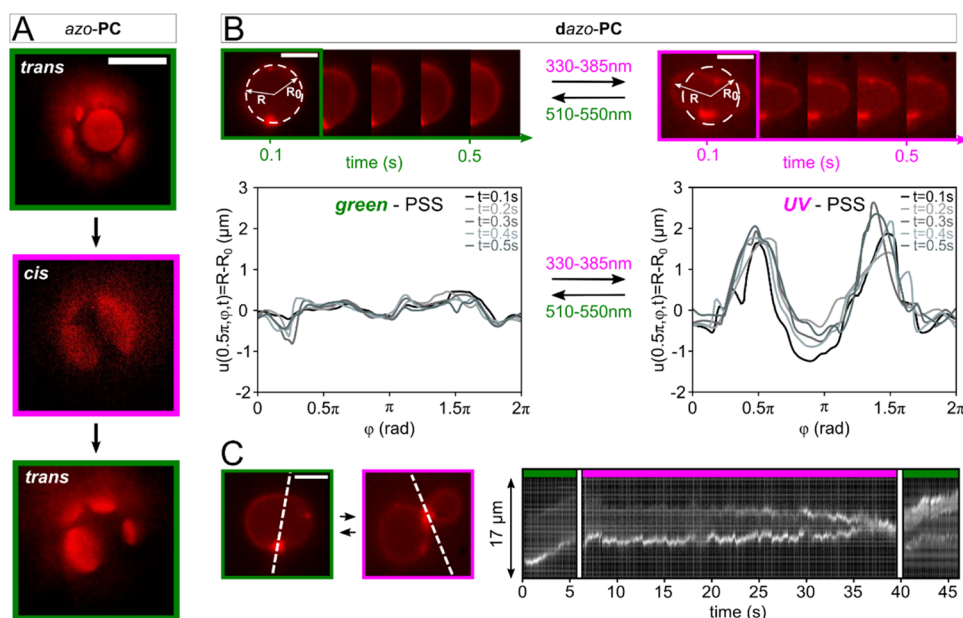 A
azo-PC
trans
cis
trans
B
dazo-PC
R
R0
0.1
0.5
time (s)
330-385nm
510-550nm
R
R0
0.1
0.5
time (s)
u(0.5π,φ,t)=R-R0 (μm)
3
2
1
0
-1
-2
green - PSS
t=0.1s
t=0.2s
t=0.3s
t=0.4s
t=0.5s
0
0.5π
π
1.5π
2π
φ (rad)
330-385nm
510-550nm
u(0.5π,φ,t)=R-R0 (μm)
3
2
1
0
-1
-2
UV - PSS
t=0.1s
t=0.2s
t=0.3s
t=0.4s
t=0.5s
0
0.5π
π
1.5π
2π
φ (rad)
C
17 μm
0
5
10
15
20
25
30
35
40
45
time (s)